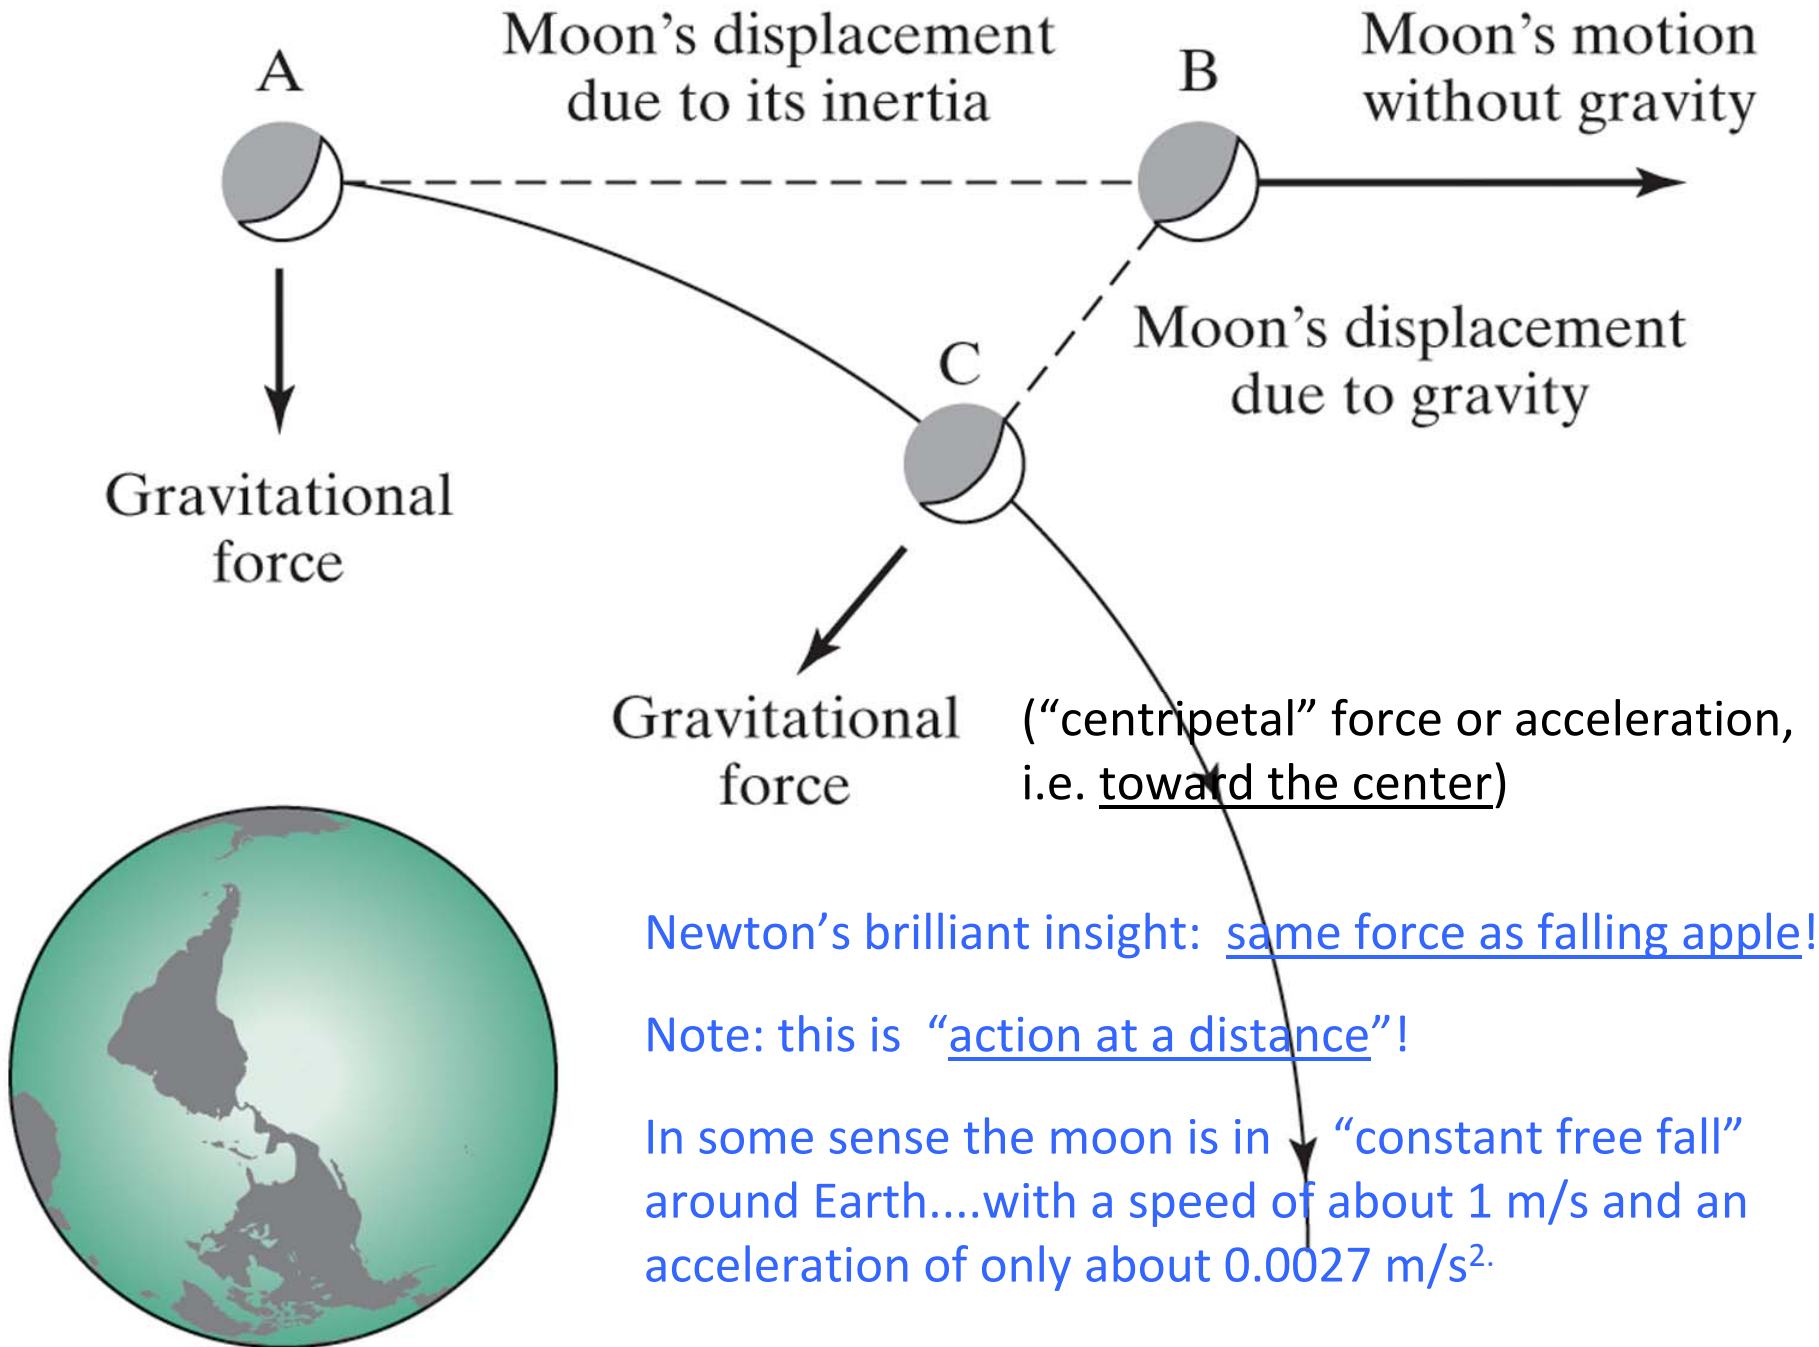 A
Moon’s displacement
due to its inertia
B
Moon’s motion
without gravity
Moon’s displacement
due to gravity
C
Gravitational
force
Gravitational
force
(“centripetal” force or acceleration,
i.e. toward the center)
Newton’s brilliant insight:  same force as falling apple!
Note: this is  “action at a distance”!
In some sense the moon is in “constant free fall”
around Earth....with a speed of about 1 m/s and an
acceleration of only about 0.0027 m/s².